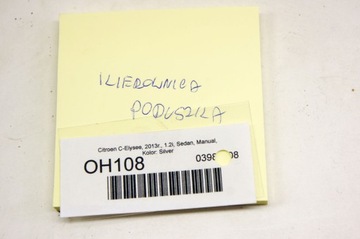 KIEROWNICA
PODUSZKA
Citroen C-Elysee, 2013r., 1.2i, Sedan, Manual,
Kolor: Silver
OH108